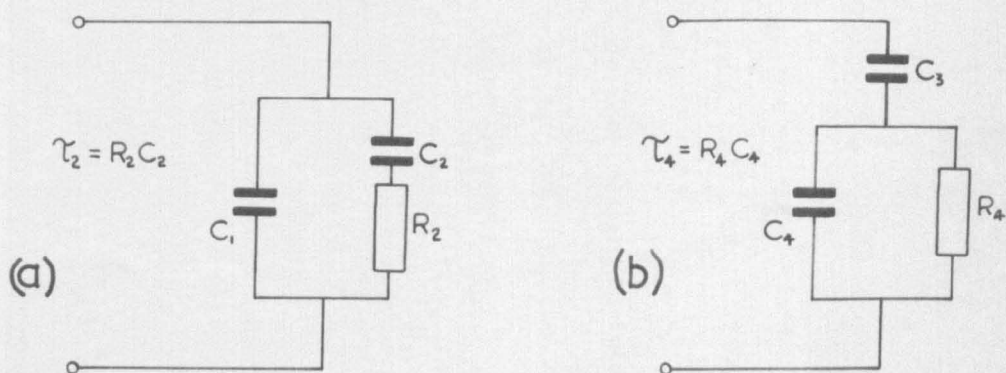 τ₂ = R₂C₂
C₁
C₂
R₂
(a)
τ₄ = R₄C₄
C₃
C₄
R₄
(b)